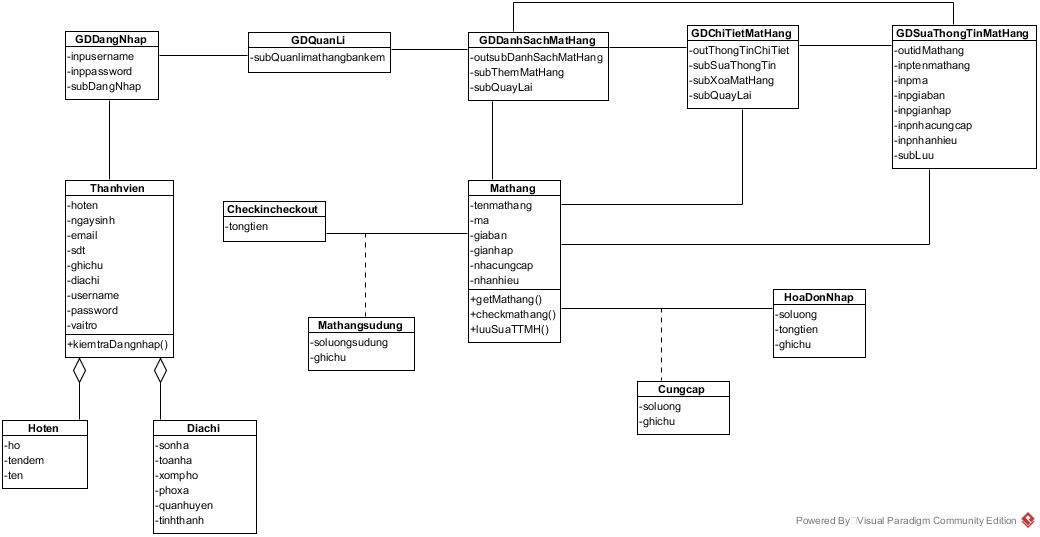 GDDangNhap
-inpusername
-inppassword
-subDangNhap
GDQuanLi
-subQuanlimathangbankem
GDDanhSachMatHang
-outsubDanhSachMatHang
-subThemMatHang
-subQuayLai
GDChiTietMatHang
-outThongTinChiTiet
-subSuaThongTin
-subXoaMatHang
-subQuayLai
GDSuaThongTinMatHang
-outidMathang
-inptenmathang
-inpma
-inpgiaban
-inpgianhap
-inpnhacungcap
-inpnhanhieu
-subLuu
Thanhvien
-hoten
-ngaysinh
-email
-sdt
-ghichu
-diachi
-username
-password
-vaitro
+kiemtraDangnhap()
Checkincheckout
-tongtien
Mathang
-tenmathang
-ma
-giaban
-gianhap
-nhacungcap
-nhanhieu
+getMathang()
+checkmathang()
+luuSuaTTMH()
HoaDonNhap
-soluong
-tongtien
-ghichu
Mathangsudung
-soluongsudung
-ghichu
Cungcap
-soluong
-ghichu
Hoten
-ho
-tendem
-ten
Diachi
-sonha
-toanha
-xompho
-phoxa
-quanhuyen
-tinhthanh
Powered By Visual Paradigm Community Edition